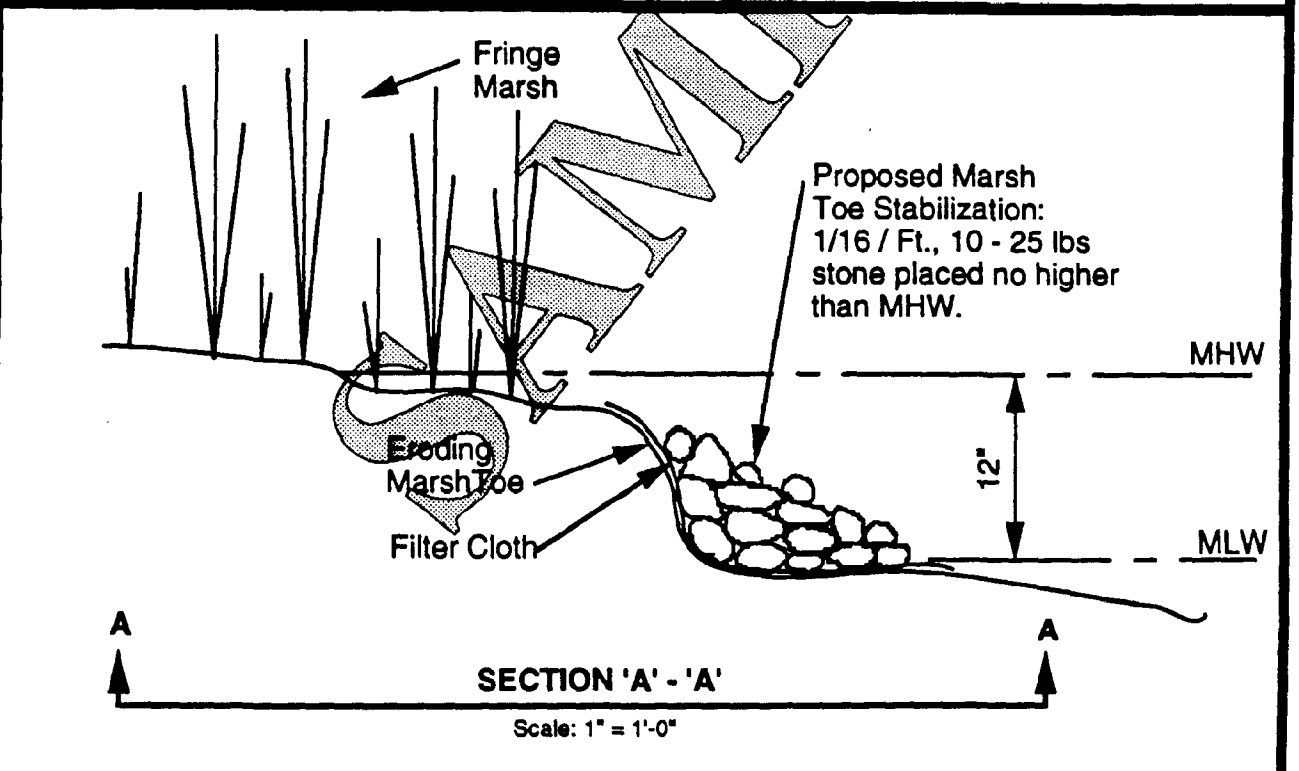 Fringe
Marsh
Proposed Marsh
Toe Stabilization:
1/16 / Ft., 10 - 25 lbs
stone placed no higher
than MHW.
MHW
12"
Eroding
Marsh Toe
Filter Cloth
MLW
A
A
SECTION 'A' - 'A'
Scale: 1" = 1'-0"